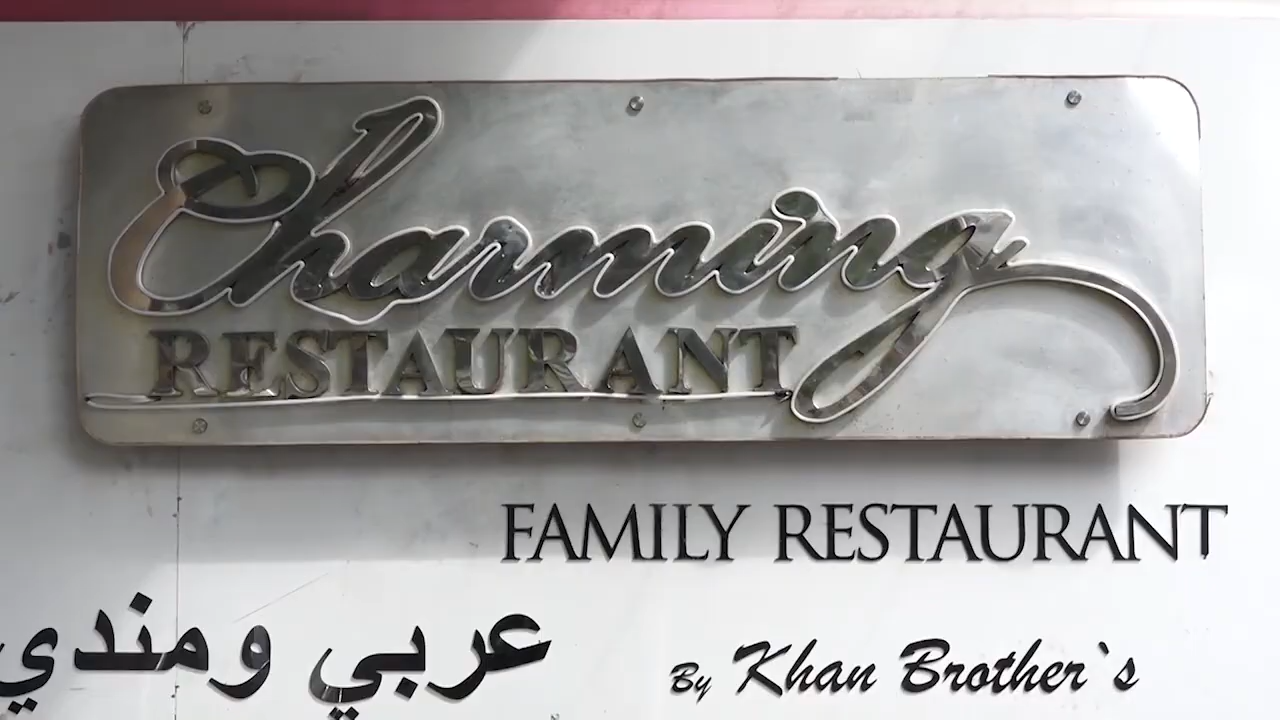 Charming
RESTAURANT
FAMILY RESTAURANT
عربي ومندي
By Khan Brother`s